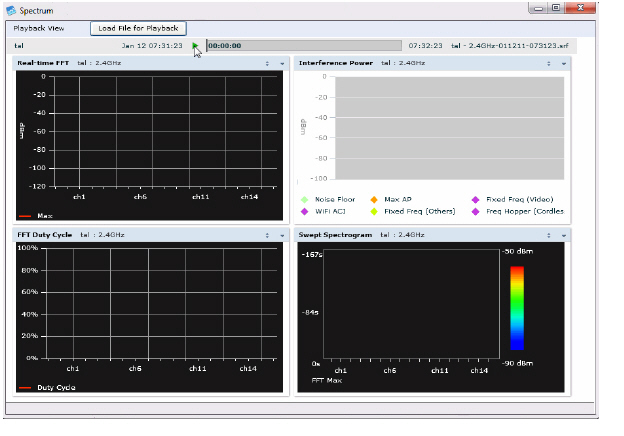 Spectrum
Playback View Load File for Playback
tal Jan 12 07:31:23 00:00:00 07:32:23 tal - 2.4GHz-011211-073123.srf
Real-time FFT tal : 2.4GHz
0
-20
-40
-60
-80
-100
-120
dBm
ch1 ch6 ch11 ch14
Max
Interference Power tal : 2.4GHz
0
-20
-40
-60
-80
-100
dBm
Noise Floor Max AP Fixed Freq (Video)
WiFi ACI Fixed Freq (Others) Freq Hopper (Cordles
FFT Duty Cycle tal : 2.4GHz
100%
80%
60%
40%
20%
0%
ch1 ch6 ch11 ch14
Duty Cycle
Swept Spectrogram tal : 2.4GHz
-167s
-84s
0s
ch1 ch6 ch11 ch14
FFT Max
-50 dBm
-90 dBm